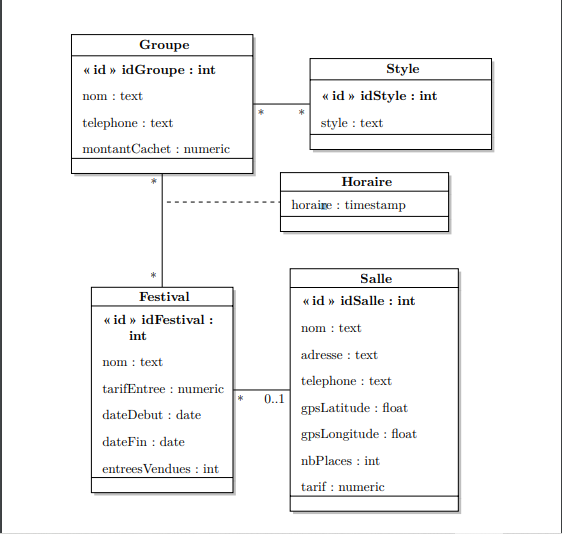 Groupe
« id » idGroupe : int
nom : text
telephone : text
montantCachet : numeric
Style
« id » idStyle : int
style : text
*
*
*
Horaire
horaire : timestamp
*
Festival
« id » idFestival :
int
nom : text
tarifEntree : numeric
dateDebut : date
dateFin : date
entreesVendues : int
*
0..1
Salle
« id » idSalle : int
nom : text
adresse : text
telephone : text
gpsLatitude : float
gpsLongitude : float
nbPlaces : int
tarif : numeric